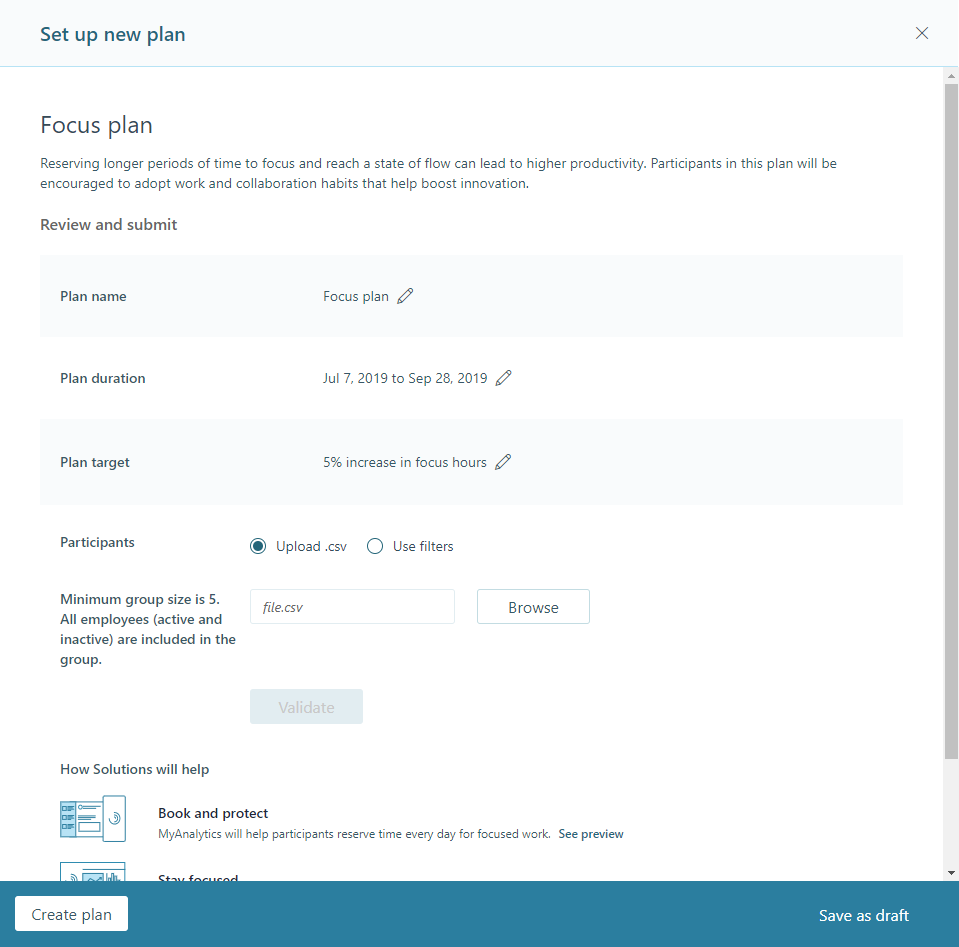 Set up new plan
Focus plan
Reserving longer periods of time to focus and reach a state of flow can lead to higher productivity. Participants in this plan will be
encouraged to adopt work and collaboration habits that help boost innovation.
Review and submit
Plan name
Focus plan
Plan duration
Jul 7, 2019 to Sep 28, 2019
Plan target
5% increase in focus hours
Participants
Upload .csv
Use filters
Minimum group size is 5.
All employees (active and
inactive) are included in the
group.
file.csv
Browse
Validate
How Solutions will help
Book and protect
MyAnalytics will help participants reserve time every day for focused work. See preview
Stay focused
Create plan
Save as draft